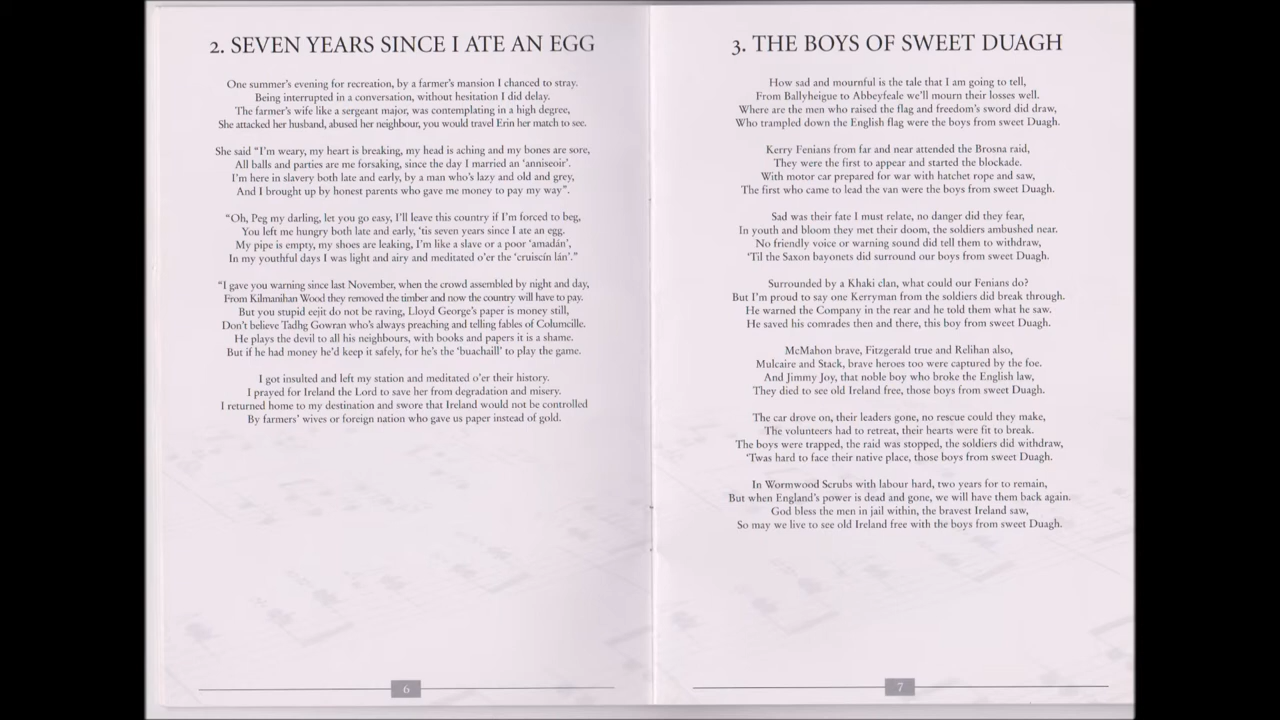 2. SEVEN YEARS SINCE I ATE AN EGG
One summer's evening for recreation, by a farmer's mansion I chanced to stray.
Being interrupted in a conversation, without hesitation I did delay.
The farmer's wife like a sergeant major, was contemplating in a high degree,
She attacked her husband, abused her neighbour, you would travel Erin her match to see.
She said "I'm weary, my heart is breaking, my head is aching and my bones are sore,
All balls and parties are me forsaking, since the day I married an 'anniseoir'.
I'm here in slavery both late and early, by a man who's lazy and old and grey,
And I brought up by honest parents who gave me money to pay my way".
"Oh, Peg my darling, let you go easy, I'll leave this country if I'm forced to beg,
You left me hungry both late and early, 'tis seven years since I ate an egg.
My pipe is empty, my shoes are leaking, I'm like a slave or a poor 'amadán',
In my youthful days I was light and airy and meditated o'er the 'cruiscín lán'."
"I gave you warning since last November, when the crowd assembled by night and day,
From Kilmanihan Wood they removed the timber and now the country will have to pay.
But you stupid eejit do not be raving, Lloyd George's paper is money still,
Don't believe Tadhg Gowran who's always preaching and telling fables of Columcille.
He plays the devil to all his neighbours, with books and papers it is a shame.
But if he had money he'd keep it safely, for he's the 'buachaill' to play the game.
I got insulted and left my station and meditated o'er their history.
I prayed for Ireland the Lord to save her from degradation and misery.
I returned home to my destination and swore that Ireland would not be controlled
By farmers' wives or foreign nation who gave us paper instead of gold.
6
3. THE BOYS OF SWEET DUAGH
How sad and mournful is the tale that I am going to tell,
From Ballyheigue to Abbeyfeale we'll mourn their losses well.
Where are the men who raised the flag and freedom's sword did draw,
Who trampled down the English flag were the boys from sweet Duagh.
Kerry Fenians from far and near attended the Brosna raid,
They were the first to appear and started the blockade.
With motor car prepared for war with hatchet rope and saw,
The first who came to lead the van were the boys from sweet Duagh.
Sad was their fate I must relate, no danger did they fear,
In youth and bloom they met their doom, the soldiers ambushed near.
No friendly voice or warning sound did tell them to withdraw,
'Til the Saxon bayonets did surround our boys from sweet Duagh.
Surrounded by a Khaki clan, what could our Fenians do?
But I'm proud to say one Kerryman from the soldiers did break through.
He warned the Company in the rear and he told them what he saw.
He saved his comrades then and there, this boy from sweet Duagh.
McMahon brave, Fitzgerald true and Relihan also,
Mulcaire and Stack, brave heroes too were captured by the foe.
And Jimmy Joy, that noble boy who broke the English law,
They died to see old Ireland free, those boys from sweet Duagh.
The car drove on, their leaders gone, no rescue could they make,
The volunteers had to retreat, their hearts were fit to break.
The boys were trapped, the raid was stopped, the soldiers did withdraw,
'Twas hard to face their native place, those boys from sweet Duagh.
In Wormwood Scrubs with labour hard, two years for to remain,
But when England's power is dead and gone, we will have them back again.
God bless the men in jail within, the bravest Ireland saw,
So may we live to see old Ireland free with the boys from sweet Duagh.
7